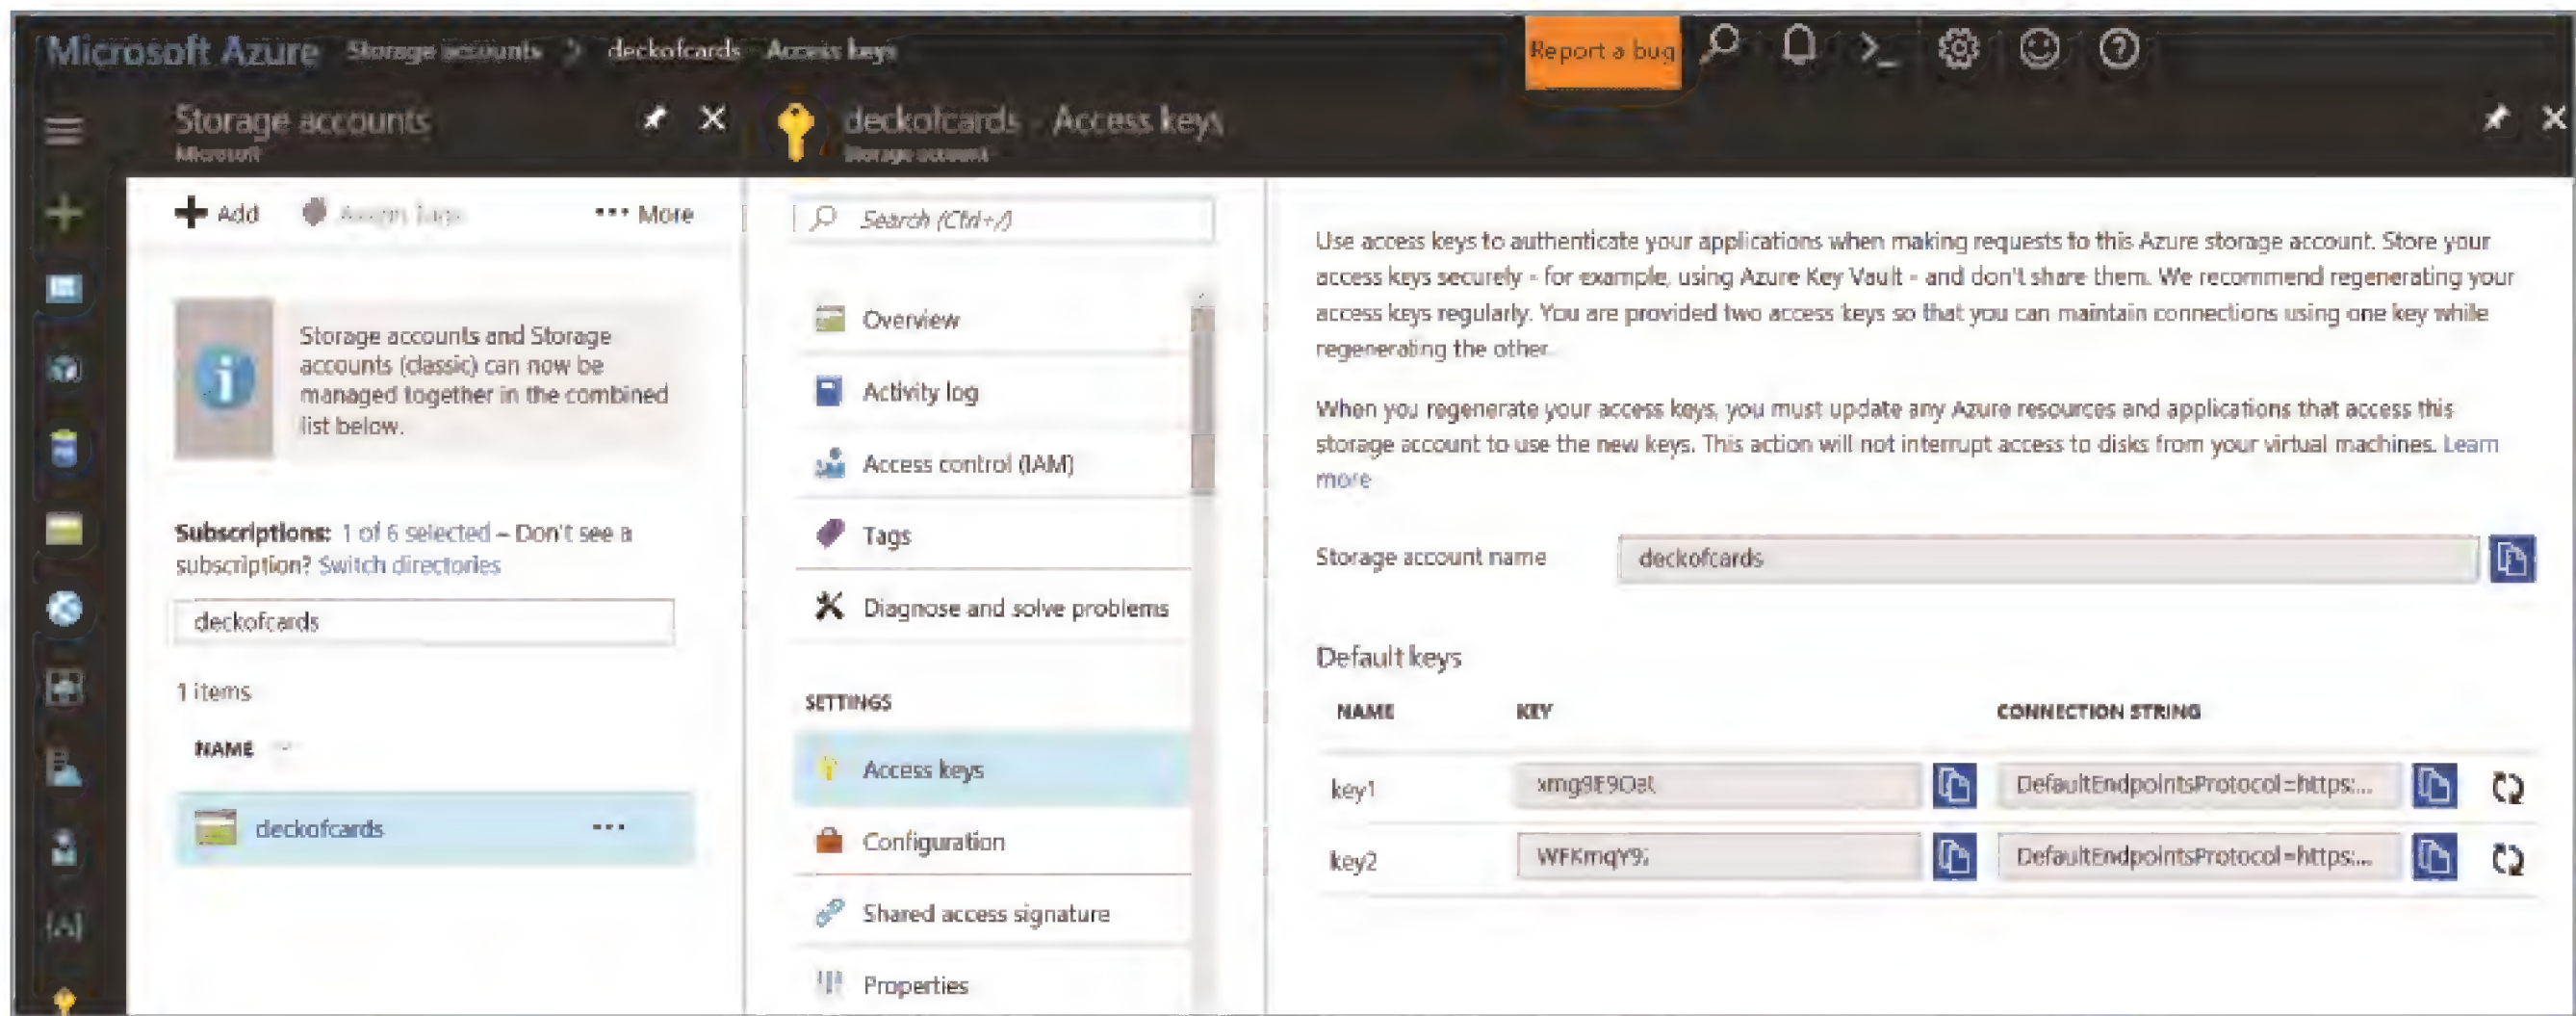 Microsoft Azure Storage accounts > deckofcards - Access keys
Report a bug
Storage accounts
Microsoft
deckofcards - Access keys
Storage account
Add Assign Tags ••• More
Storage accounts and Storage
accounts (classic) can now be
managed together in the combined
list below.
Subscriptions: 1 of 6 selected – Don't see a
subscription? Switch directories
deckofcards
1 items
NAME
deckofcards •••
Search (Ctrl+/)
Overview
Activity log
Access control (IAM)
Tags
Diagnose and solve problems
SETTINGS
Access keys
Configuration
Shared access signature
Properties
Use access keys to authenticate your applications when making requests to this Azure storage account. Store your
access keys securely - for example, using Azure Key Vault - and don't share them. We recommend regenerating your
access keys regularly. You are provided two access keys so that you can maintain connections using one key while
regenerating the other.
When you regenerate your access keys, you must update any Azure resources and applications that access this
storage account to use the new keys. This action will not interrupt access to disks from your virtual machines. Learn
more
Storage account name deckofcards
Default keys
NAME KEY CONNECTION STRING
key1 DefaultEndpointsProtocol=https:...
key2 DefaultEndpointsProtocol=https:...